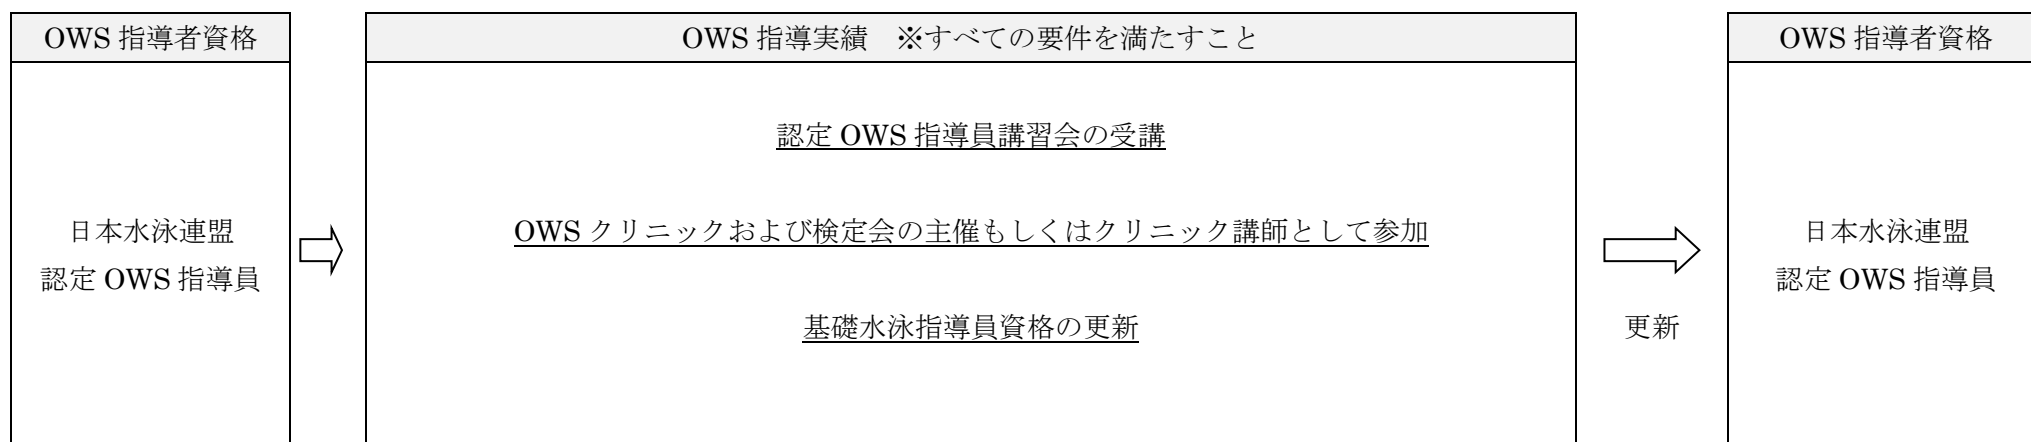 OWS 指導者資格
日本水泳連盟
認定 OWS 指導員
OWS 指導実績　※すべての要件を満たすこと
認定 OWS 指導員講習会の受講
OWS クリニックおよび検定会の主催もしくはクリニック講師として参加
基礎水泳指導員資格の更新
更新
OWS 指導者資格
日本水泳連盟
認定 OWS 指導員